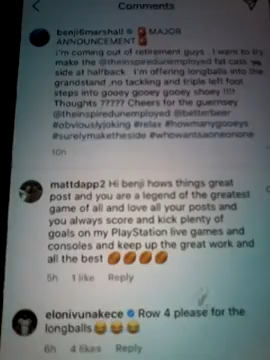 Comments
benji6marshall 🚨 MAJOR
ANNOUNCEMENT🚨
I'm coming out of retirement guys . I want to try
make the @theinspiredunemployed fat cats
side at halfback . I'm offering longballs into the
grandstand ,no tackling and triple left foot
steps into gooey gooey gooey shoey !!!!
Thoughts ????? Cheers for the guernsey
@theinspiredunemployed @betterbeer
#obviouslyjoking #relax #howmanygooeys
#surelymaketheside #whowantsaoneonone
10h
mattdapp2 Hi benji hows things great
post and you are a legend of the greatest
game of all and love all your posts and
you always score and kick plenty of
goals on my PlayStation live games and
consoles and keep up the great work and
all the best 🏉🏉🏉🏉
5h 1 like Reply
elonivunakece Row 4 please for the
longballs 😂😂😂
6h 4 likes Reply